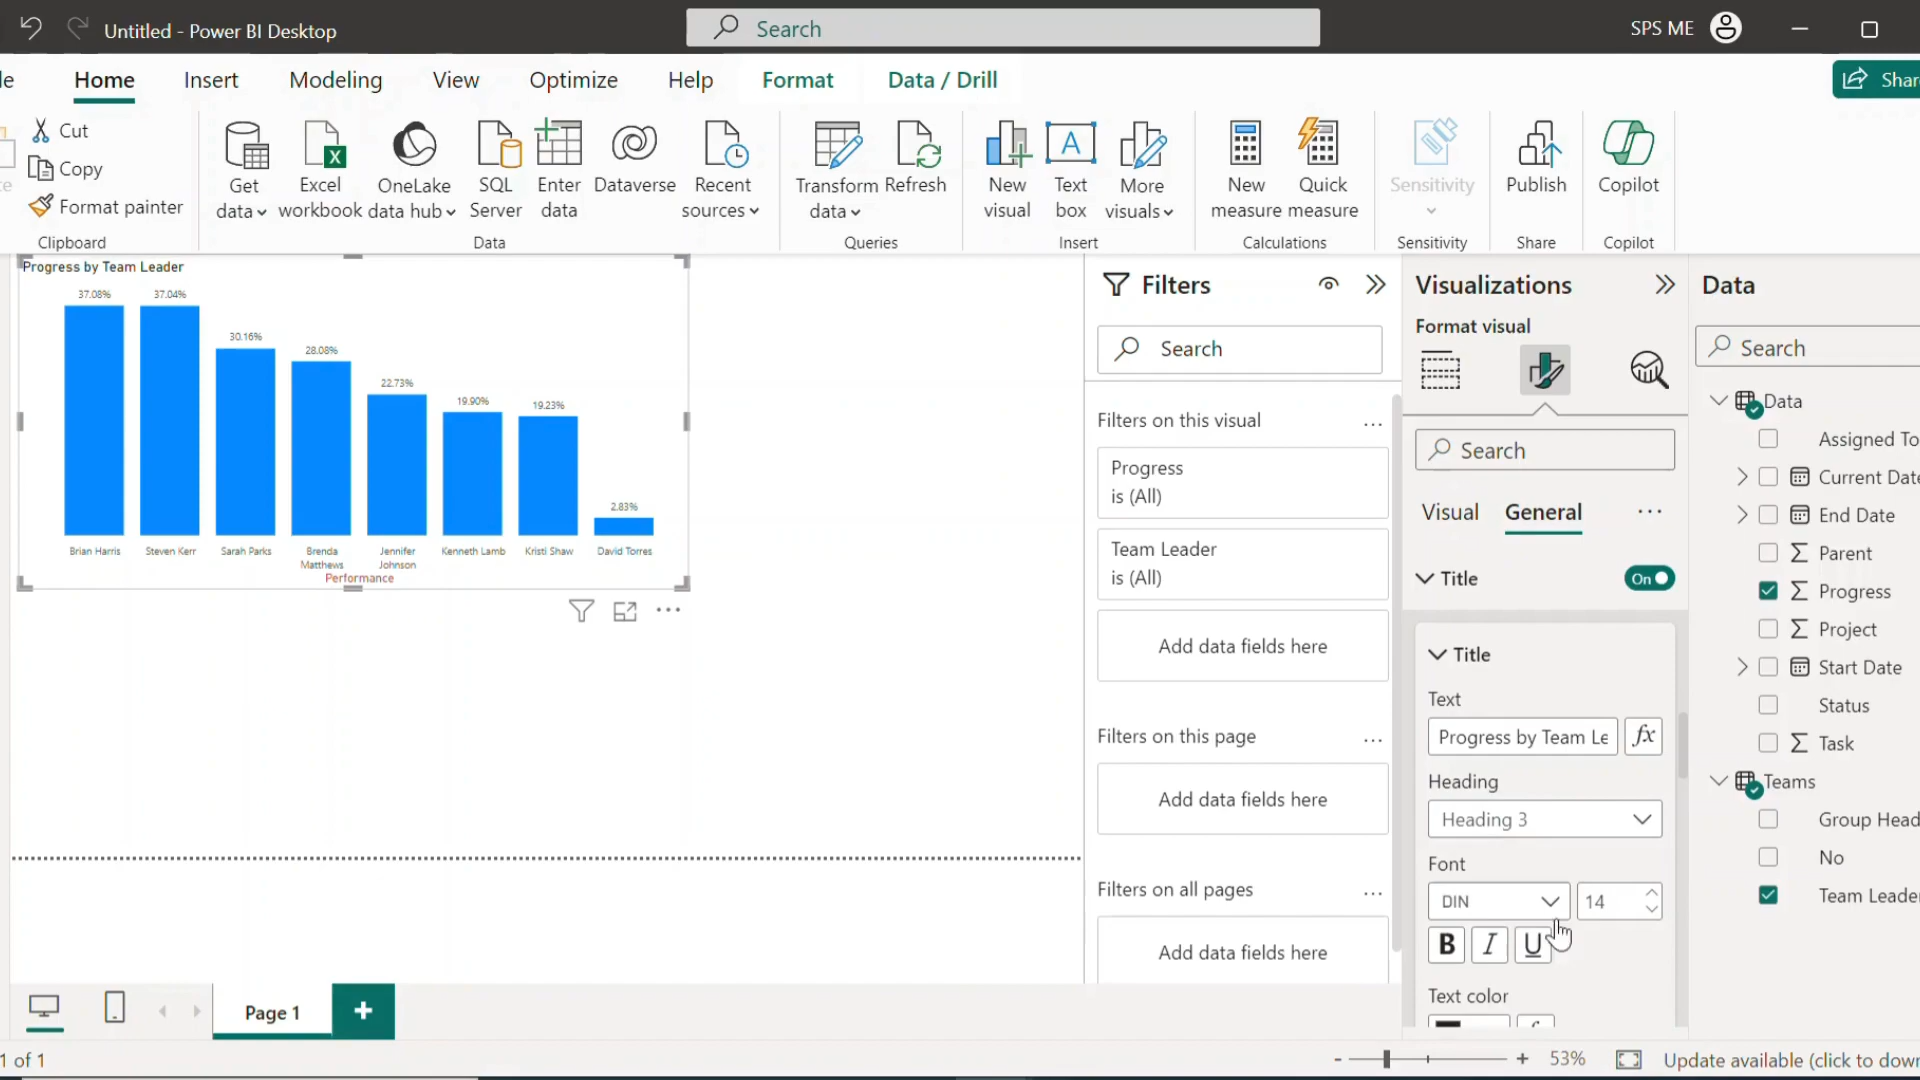 Untitled - Power BI Desktop
Search
SPS ME
Home
Insert
Modeling
View
Optimize
Help
Format
Data / Drill
Cut
Copy
Format painter
Clipboard
Get data
Excel workbook
OneLake data hub
SQL Server
Enter data
Dataverse
Recent sources
Data
Transform data
Refresh
Queries
New visual
Text box
More visuals
Insert
New measure
Quick measure
Calculations
Sensitivity
Sensitivity
Publish
Share
Copilot
Copilot
Progress by Team Leader
37.08%
37.04%
30.16%
28.08%
22.73%
19.90%
19.23%
2.83%
Brian Harris
Steven Kerr
Sarah Parks
Brenda
Matthews
Jennifer
Johnson
Kenneth Lamb
Kristi Shaw
David Torres
Performance
Filters
Search
Filters on this visual
Progress
is (All)
Team Leader
is (All)
Add data fields here
Filters on this page
Add data fields here
Filters on all pages
Add data fields here
Visualizations
Format visual
Search
Visual
General
Title
On
Title
Text
Progress by Team Le
fx
Heading
Heading 3
Font
DIN
14
B
I
U
Text color
Data
Search
Data
Assigned To
Current Date
End Date
Parent
Progress
Project
Start Date
Status
Task
Teams
Group Head
No
Team Leader
Page 1
1 of 1
53%
Update available (click to down